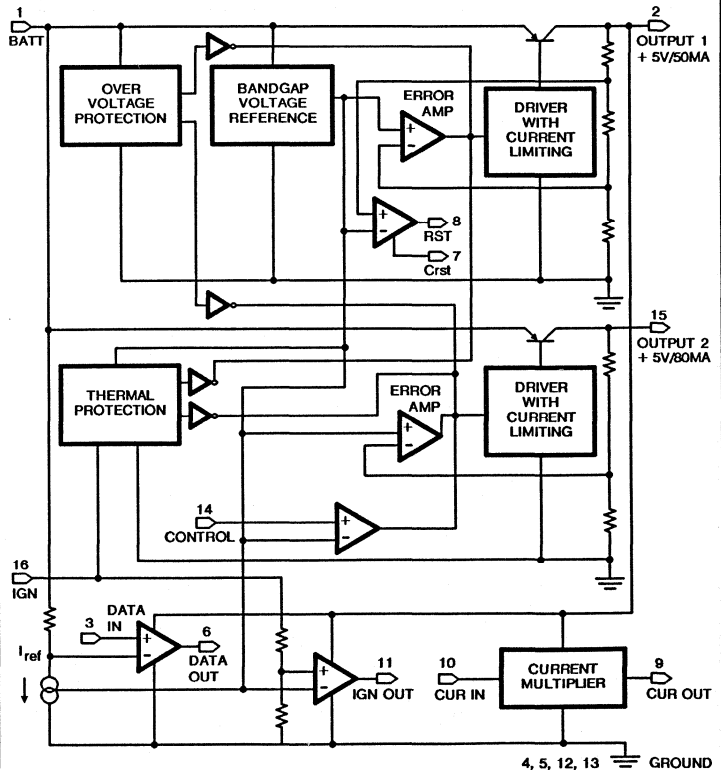 1
BATT
2
OUTPUT 1
+ 5V/50MA
OVER
VOLTAGE
PROTECTION
BANDGAP
VOLTAGE
REFERENCE
ERROR
AMP
+
−
DRIVER
WITH
CURRENT
LIMITING
+
−
8
RST
7
Crst
15
OUTPUT 2
+ 5V/80MA
THERMAL
PROTECTION
ERROR
AMP
+
−
DRIVER
WITH
CURRENT
LIMITING
14
CONTROL
+
−
16
IGN
3
DATA
IN
+
−
6
DATA
OUT
Iref
+
−
11
IGN OUT
10
CUR IN
CURRENT
MULTIPLIER
9
CUR OUT
4, 5, 12, 13
GROUND